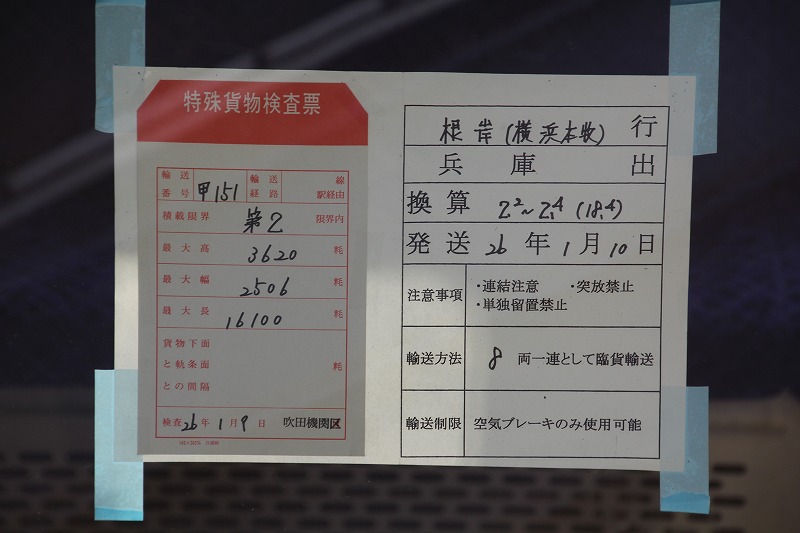 特殊貨物検査票
輸送番号 甲151 輸送経路 線駅経由
積載限界 第2 限界内
最大高 3620 粍
最大幅 2506 粍
最大長 16100 粍
貨物下面と軌条面との間隔 粍
検査 26年 1月 9日 吹田機関区
根岸(横浜本牧) 行
兵庫 出
換算 2²~2.4 (18.4)
発送 26年 1月 10日
注意事項 ・連結注意 ・突放禁止
・単独留置禁止
輸送方法 8 両一連として臨貨輸送
輸送制限 空気ブレーキのみ使用可能